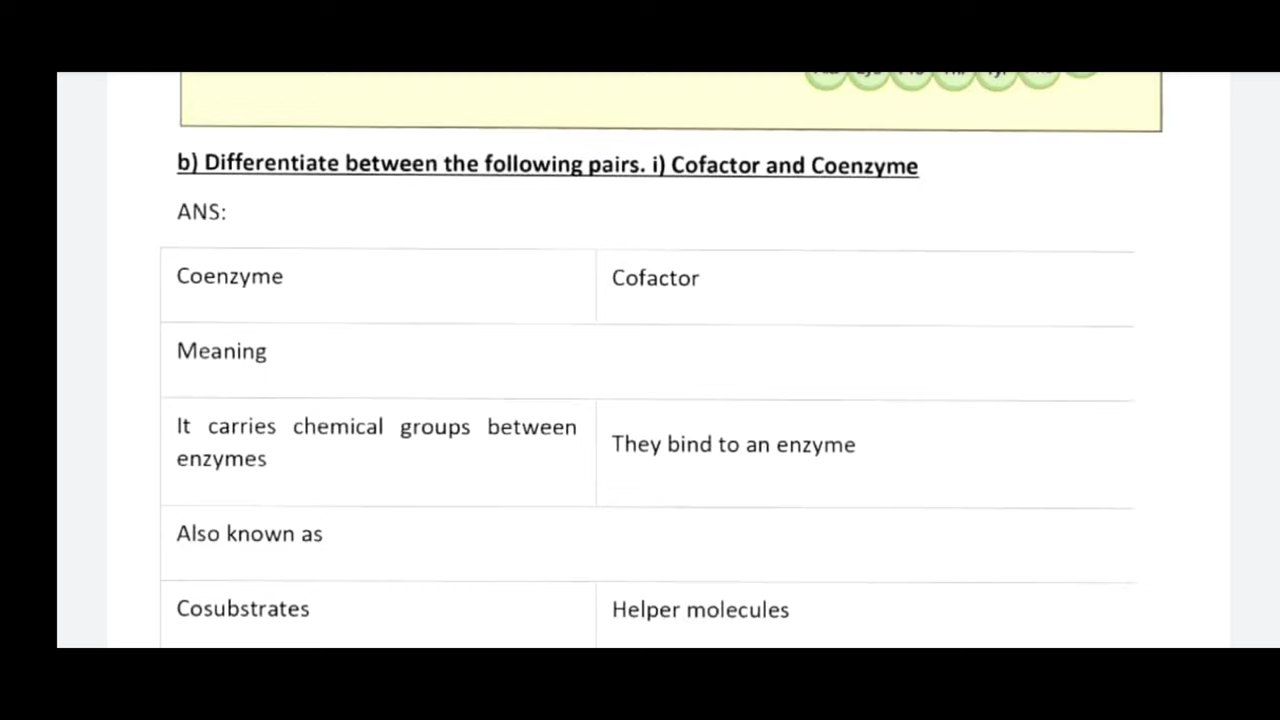 b) Differentiate between the following pairs. i) Cofactor and Coenzyme
ANS:
Coenzyme
Cofactor
Meaning
It carries chemical groups between
enzymes
They bind to an enzyme
Also known as
Cosubstrates
Helper molecules